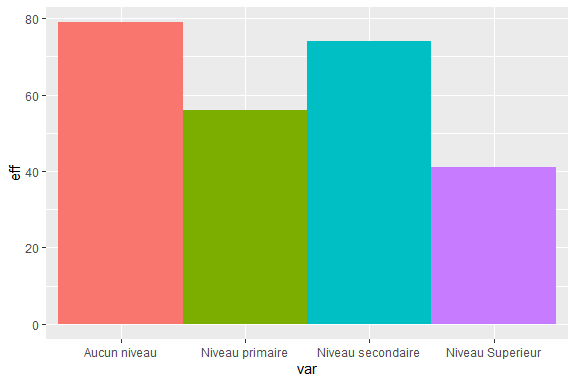 80
60
40
20
0
eff
Aucun niveau
Niveau primaire
Niveau secondaire
Niveau Superieur
var